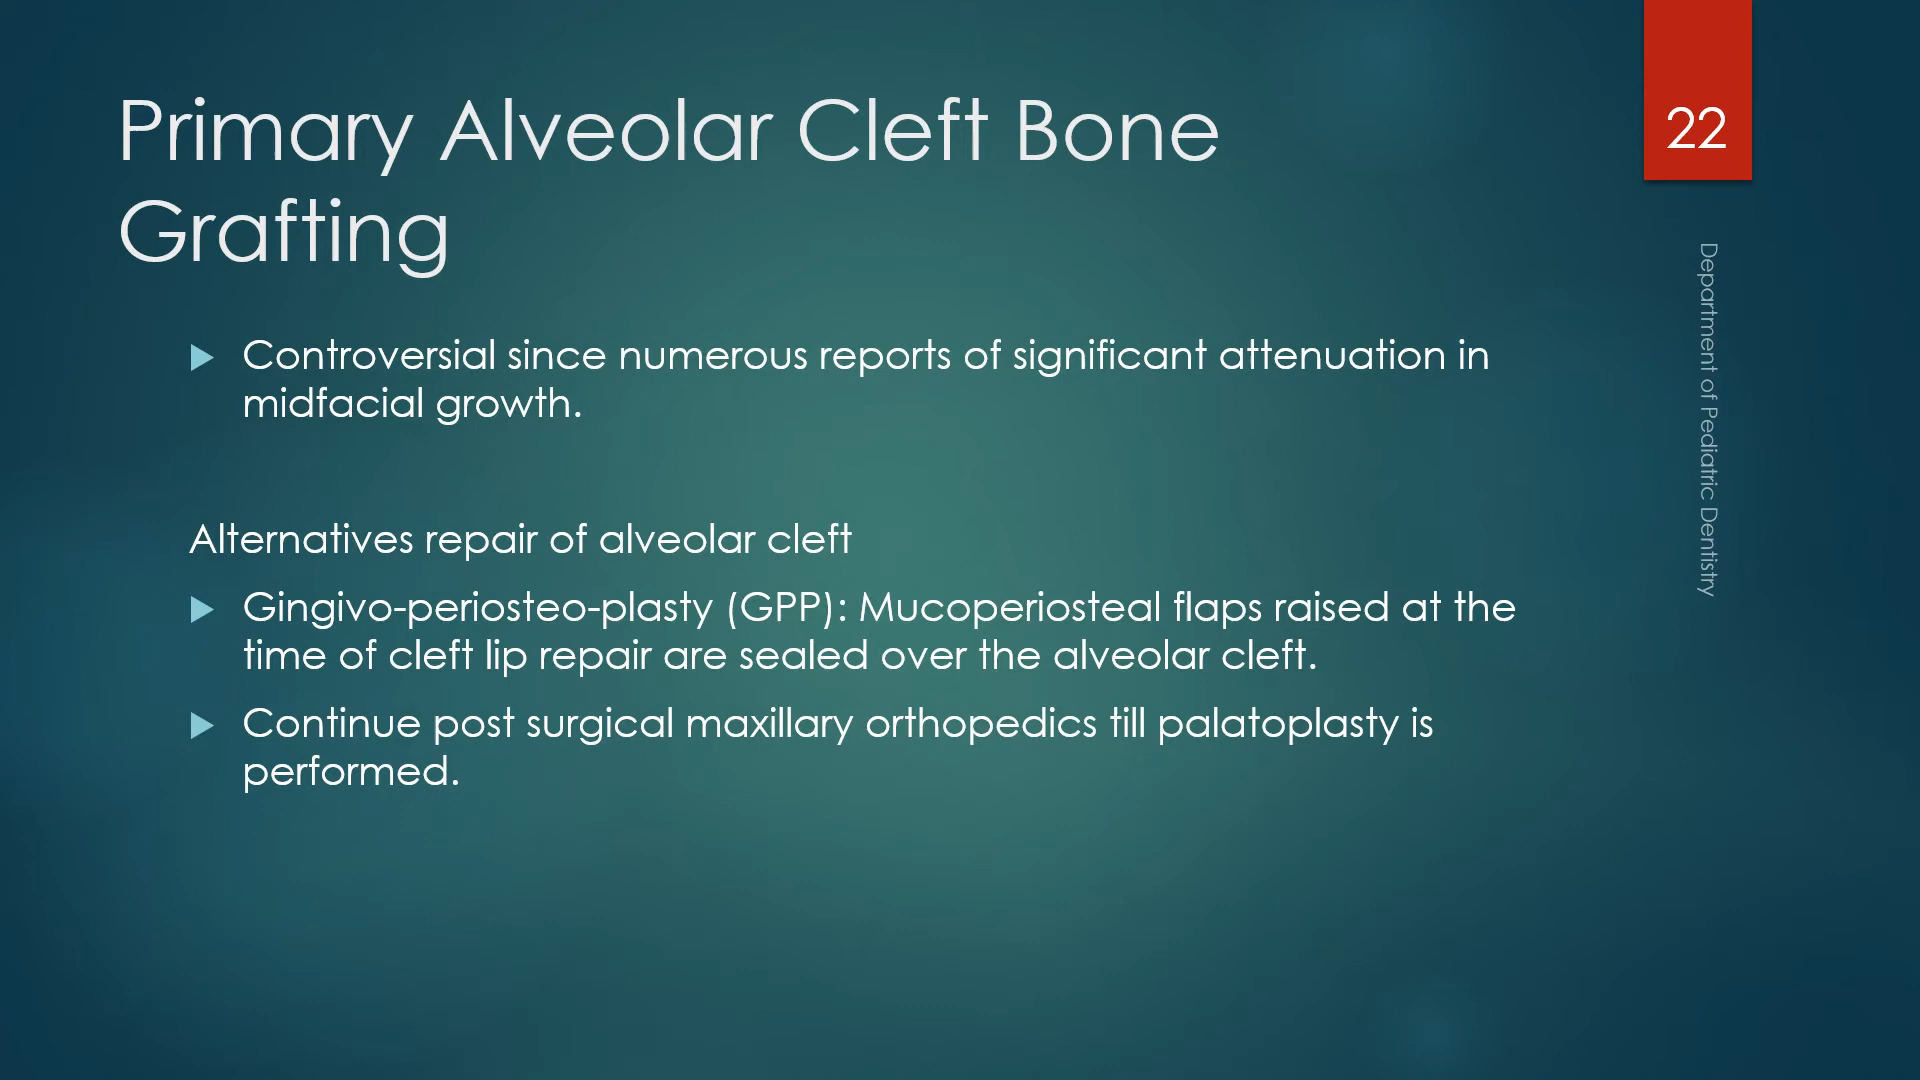 Primary Alveolar Cleft Bone
Grafting
22
Controversial since numerous reports of significant attenuation in
midfacial growth.
Alternatives repair of alveolar cleft
Gingivo-periosteo-plasty (GPP): Mucoperiosteal flaps raised at the
time of cleft lip repair are sealed over the alveolar cleft.
Continue post surgical maxillary orthopedics till palatoplasty is
performed.
Department of Pediatric Dentistry